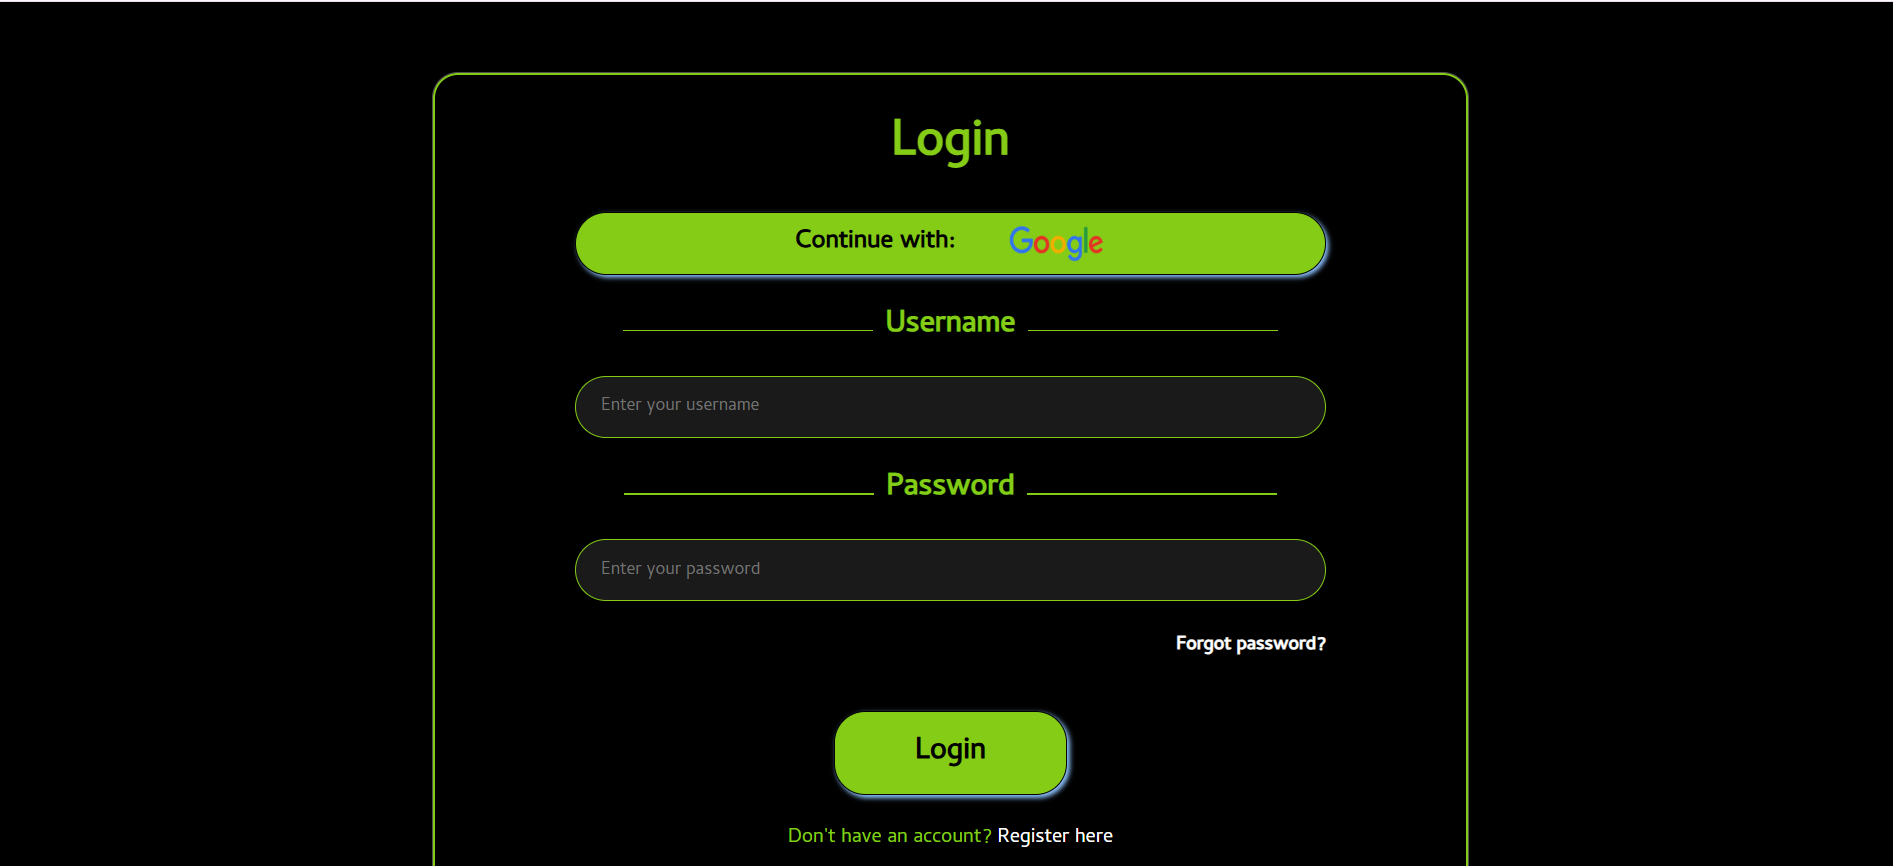 Login
Continue with: Google
Username
Enter your username
Password
Enter your password
Forgot password?
Login
Don't have an account? Register here